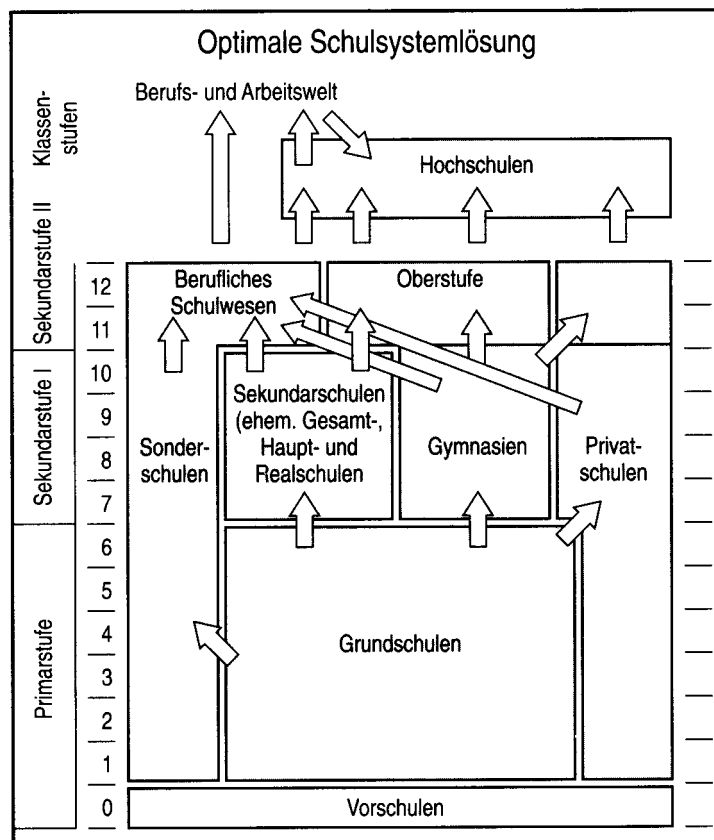 Optimale Schulsystemlösung
Klassen-
stufen
Berufs- und Arbeitswelt
Hochschulen
Sekundarstufe II
12
11
Berufliches
Schulwesen
Oberstufe
Sekundarstufe I
10
9
8
7
Sonder-
schulen
Sekundarschulen
(ehem. Gesamt-,
Haupt- und
Realschulen
Gymnasien
Privat-
schulen
Primarstufe
6
5
4
3
2
1
0
Grundschulen
Vorschulen